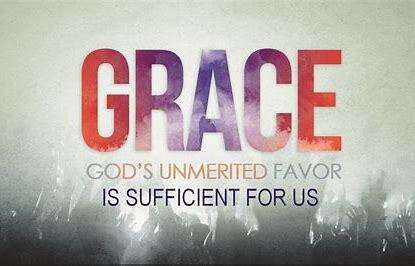 GRACE
GOD'S UNMERITED FAVOR
IS SUFFICIENT FOR US